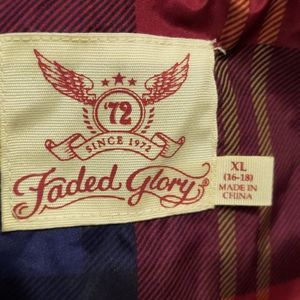 '72
SINCE 1972
Faded Glory®
XL
(16-18)
MADE IN
CHINA